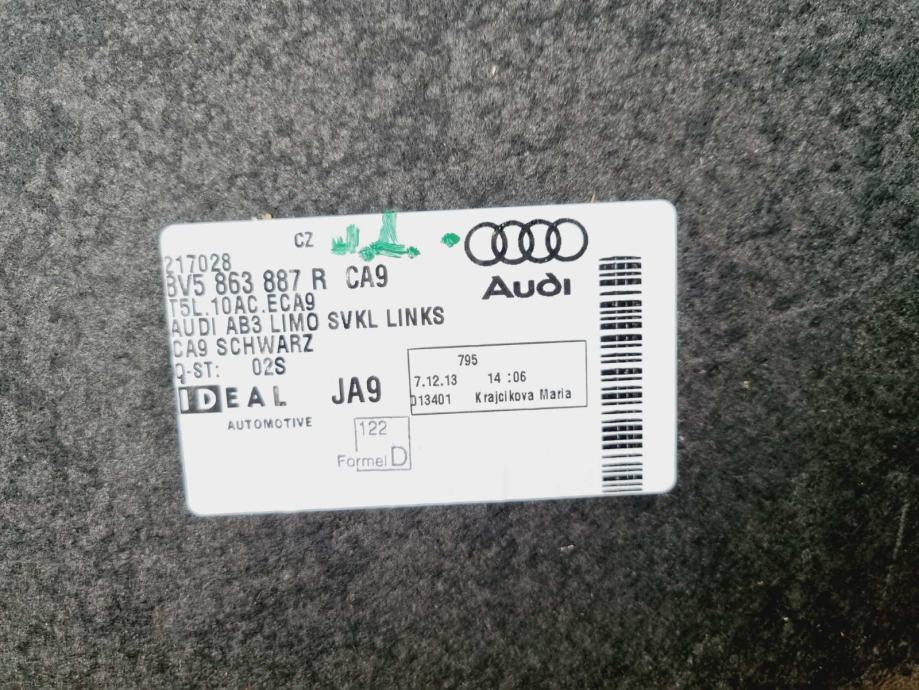 CZ
Audi
217028
8V5 863 887 R CA9
T5L.10AC.ECA9
AUDI AB3 LIMO SVKL LINKS
CA9 SCHWARZ
Q-ST: 02S
IDEAL JA9
AUTOMOTIVE
795
7.12.13 14:06
013401 Krajcikova Maria
122
Formel D